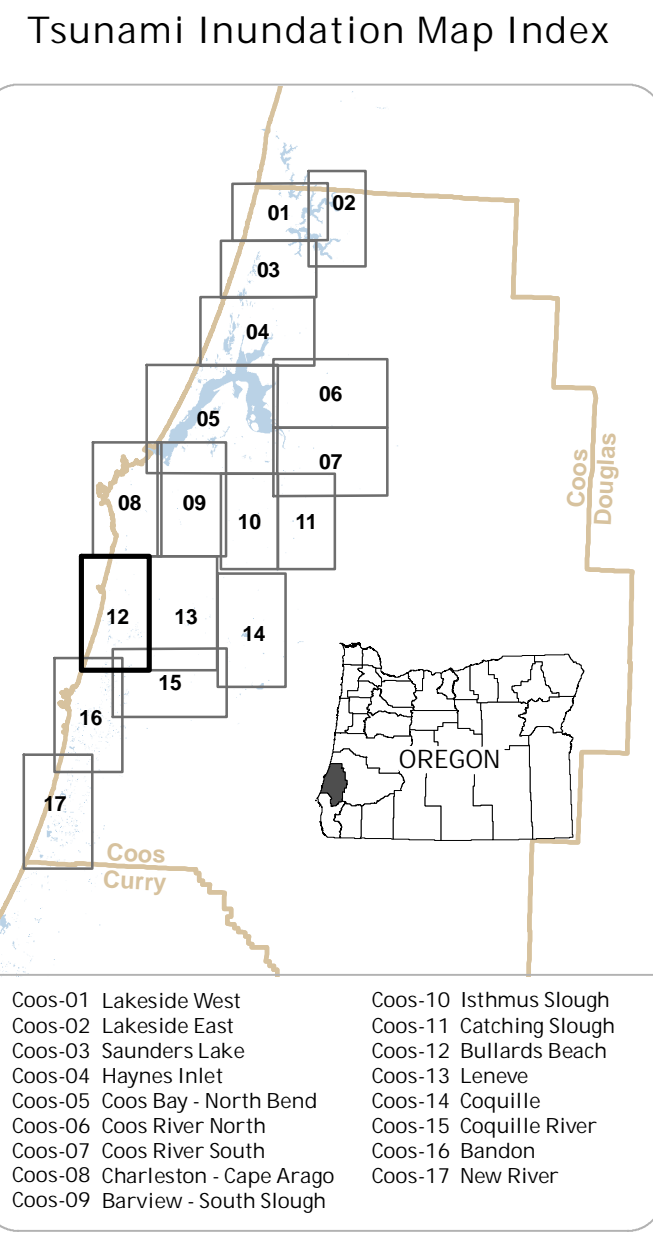 Tsunami Inundation Map Index
01
02
03
04
05
06
07
08
09
10
11
12
13
14
15
16
17
Coos
Douglas
OREGON
Coos
Curry
Coos-01 Lakeside West
Coos-02 Lakeside East
Coos-03 Saunders Lake
Coos-04 Haynes Inlet
Coos-05 Coos Bay - North Bend
Coos-06 Coos River North
Coos-07 Coos River South
Coos-08 Charleston - Cape Arago
Coos-09 Barview - South Slough
Coos-10 Isthmus Slough
Coos-11 Catching Slough
Coos-12 Bullards Beach
Coos-13 Leneve
Coos-14 Coquille
Coos-15 Coquille River
Coos-16 Bandon
Coos-17 New River